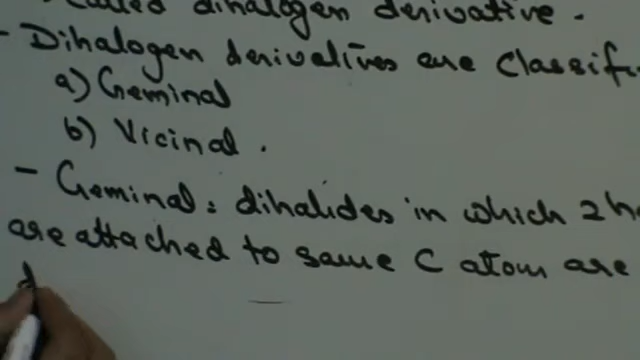 called dihalogen derivative.
- Dihalogen derivatives are classif
a) Geminal
b) Vicinal.
- Geminal: dihalides in which 2 h
are attached to same C atom are